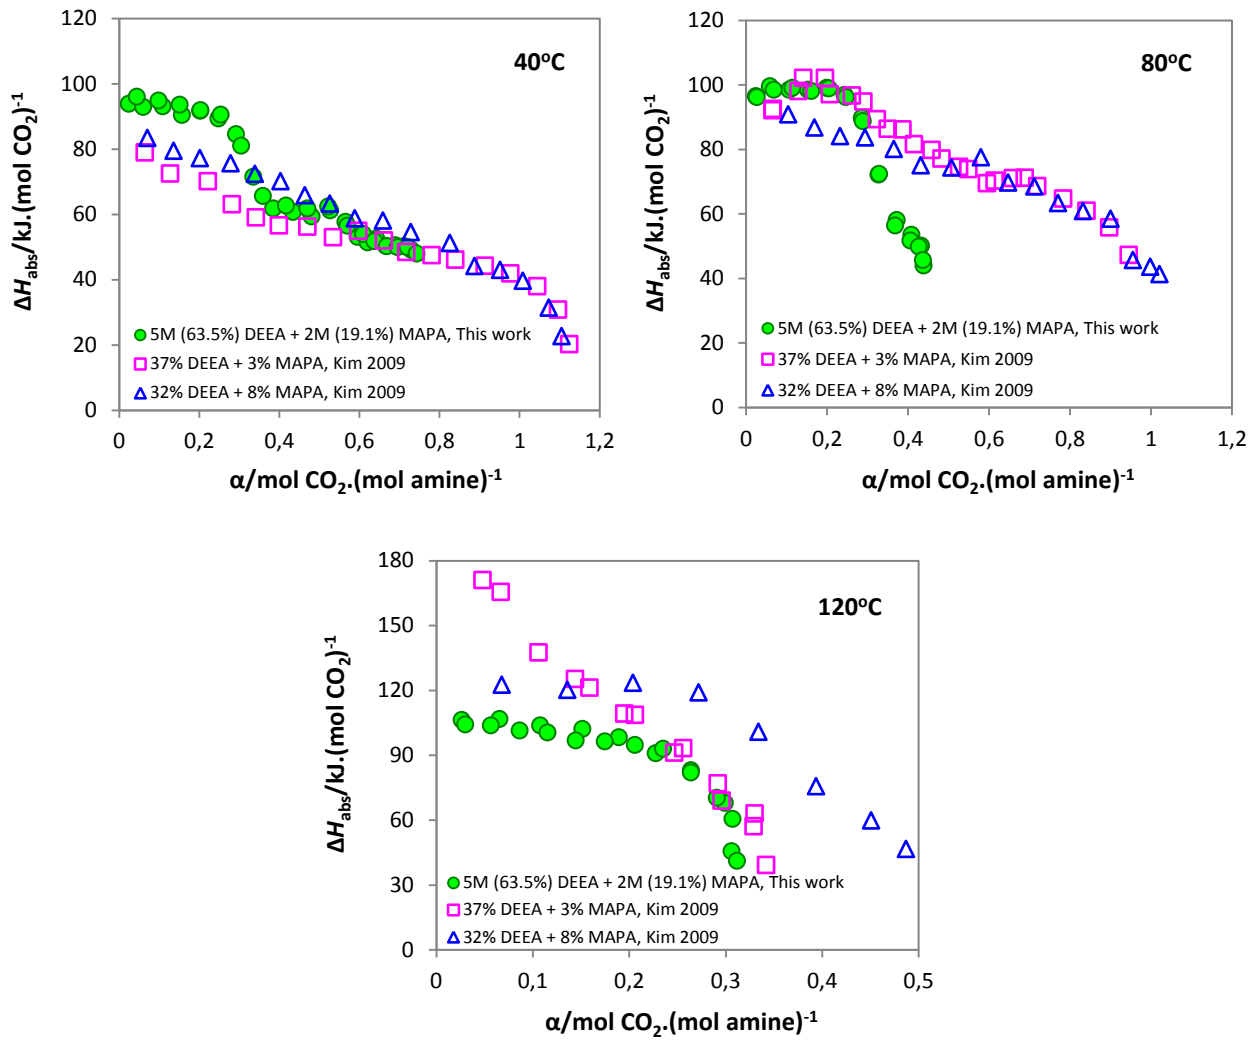 40°C
ΔH_abs/kJ.(mol CO₂)⁻¹
120
100
80
60
40
20
0
5M (63.5%) DEEA + 2M (19.1%) MAPA, This work
37% DEEA + 3% MAPA, Kim 2009
32% DEEA + 8% MAPA, Kim 2009
0 0,2 0,4 0,6 0,8 1 1,2
α/mol CO₂.(mol amine)⁻¹
80°C
ΔH_abs/kJ.(mol CO₂)⁻¹
120
100
80
60
40
20
0
5M (63.5%) DEEA + 2M (19.1%) MAPA, This work
37% DEEA + 3% MAPA, Kim 2009
32% DEEA + 8% MAPA, Kim 2009
0 0,2 0,4 0,6 0,8 1 1,2
α/mol CO₂.(mol amine)⁻¹
120°C
ΔH_abs/kJ.(mol CO₂)⁻¹
180
150
120
90
60
30
0
5M (63.5%) DEEA + 2M (19.1%) MAPA, This work
37% DEEA + 3% MAPA, Kim 2009
32% DEEA + 8% MAPA, Kim 2009
0 0,1 0,2 0,3 0,4 0,5
α/mol CO₂.(mol amine)⁻¹